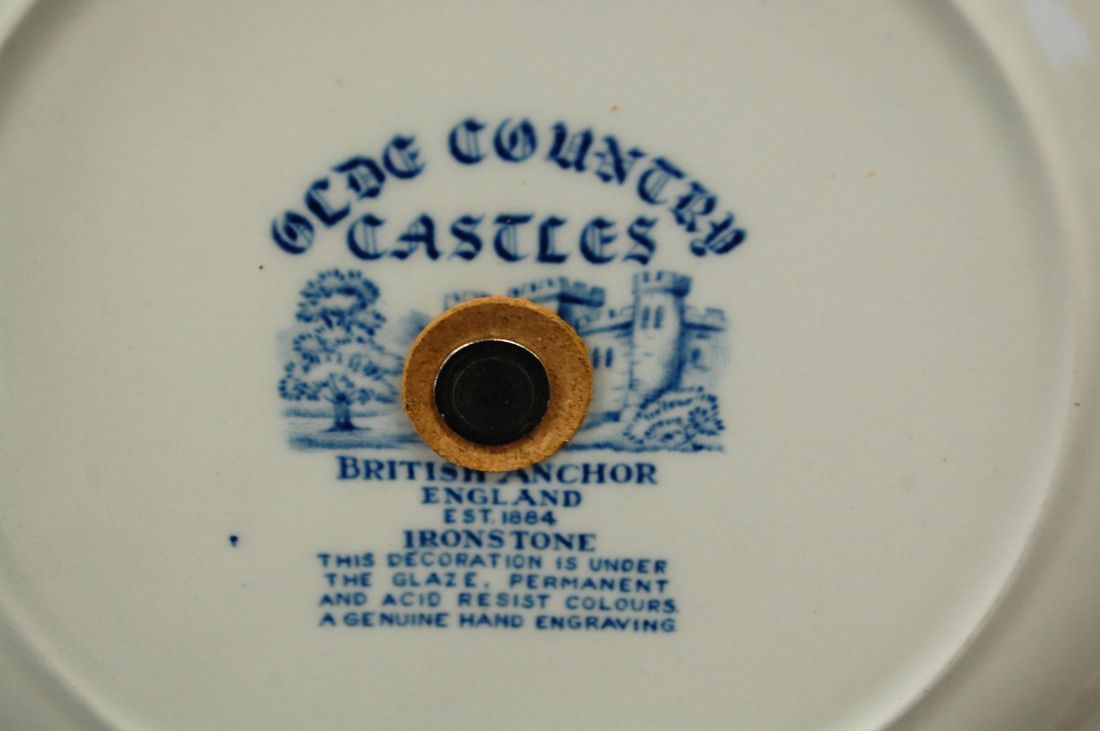 OLDE COUNTRY
CASTLES
BRITISH ANCHOR
ENGLAND
EST. 1884
IRONSTONE
THIS DECORATION IS UNDER
THE GLAZE, PERMANENT
AND ACID RESIST COLOURS.
A GENUINE HAND ENGRAVING